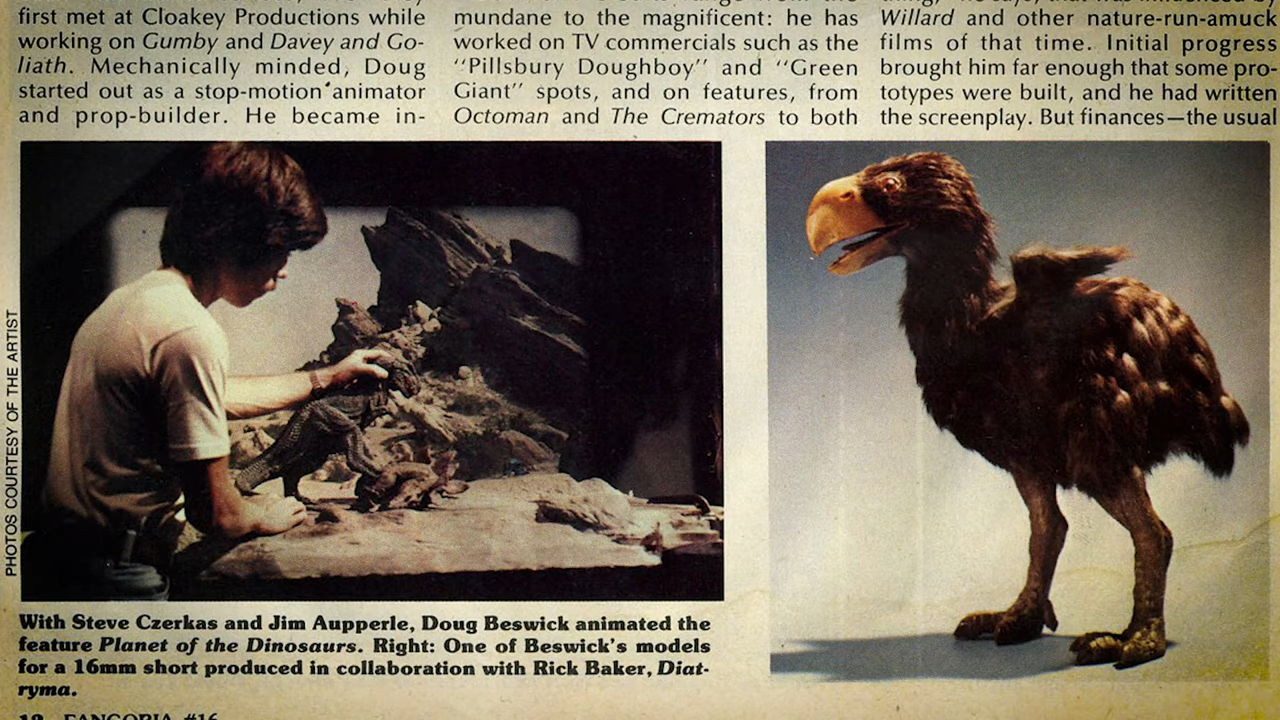 first met at Cloakey Productions while
working on Gumby and Davey and Go-
liath. Mechanically minded, Doug
started out as a stop-motion animator
and prop-builder. He became in-
mundane to the magnificent: he has
worked on TV commercials such as the
"Pillsbury Doughboy" and "Green
Giant" spots, and on features, from
Octoman and The Cremators to both
Willard and other nature-run-amuck
films of that time. Initial progress
brought him far enough that some pro-
totypes were built, and he had written
the screenplay. But finances—the usual
PHOTOS COURTESY OF THE ARTIST
With Steve Czerkas and Jim Aupperle, Doug Beswick animated the
feature Planet of the Dinosaurs. Right: One of Beswick's models
for a 16mm short produced in collaboration with Rick Baker, Diat-
ryma.
FANGORIA #16